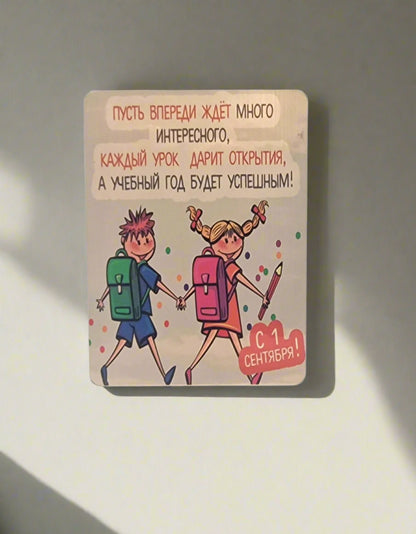 ПУСТЬ ВПЕРЕДИ ЖДЁТ МНОГО
ИНТЕРЕСНОГО,
КАЖДЫЙ УРОК ДАРИТ ОТКРЫТИЯ,
А УЧЕБНЫЙ ГОД БУДЕТ УСПЕШНЫМ!
С 1
СЕНТЯБРЯ!